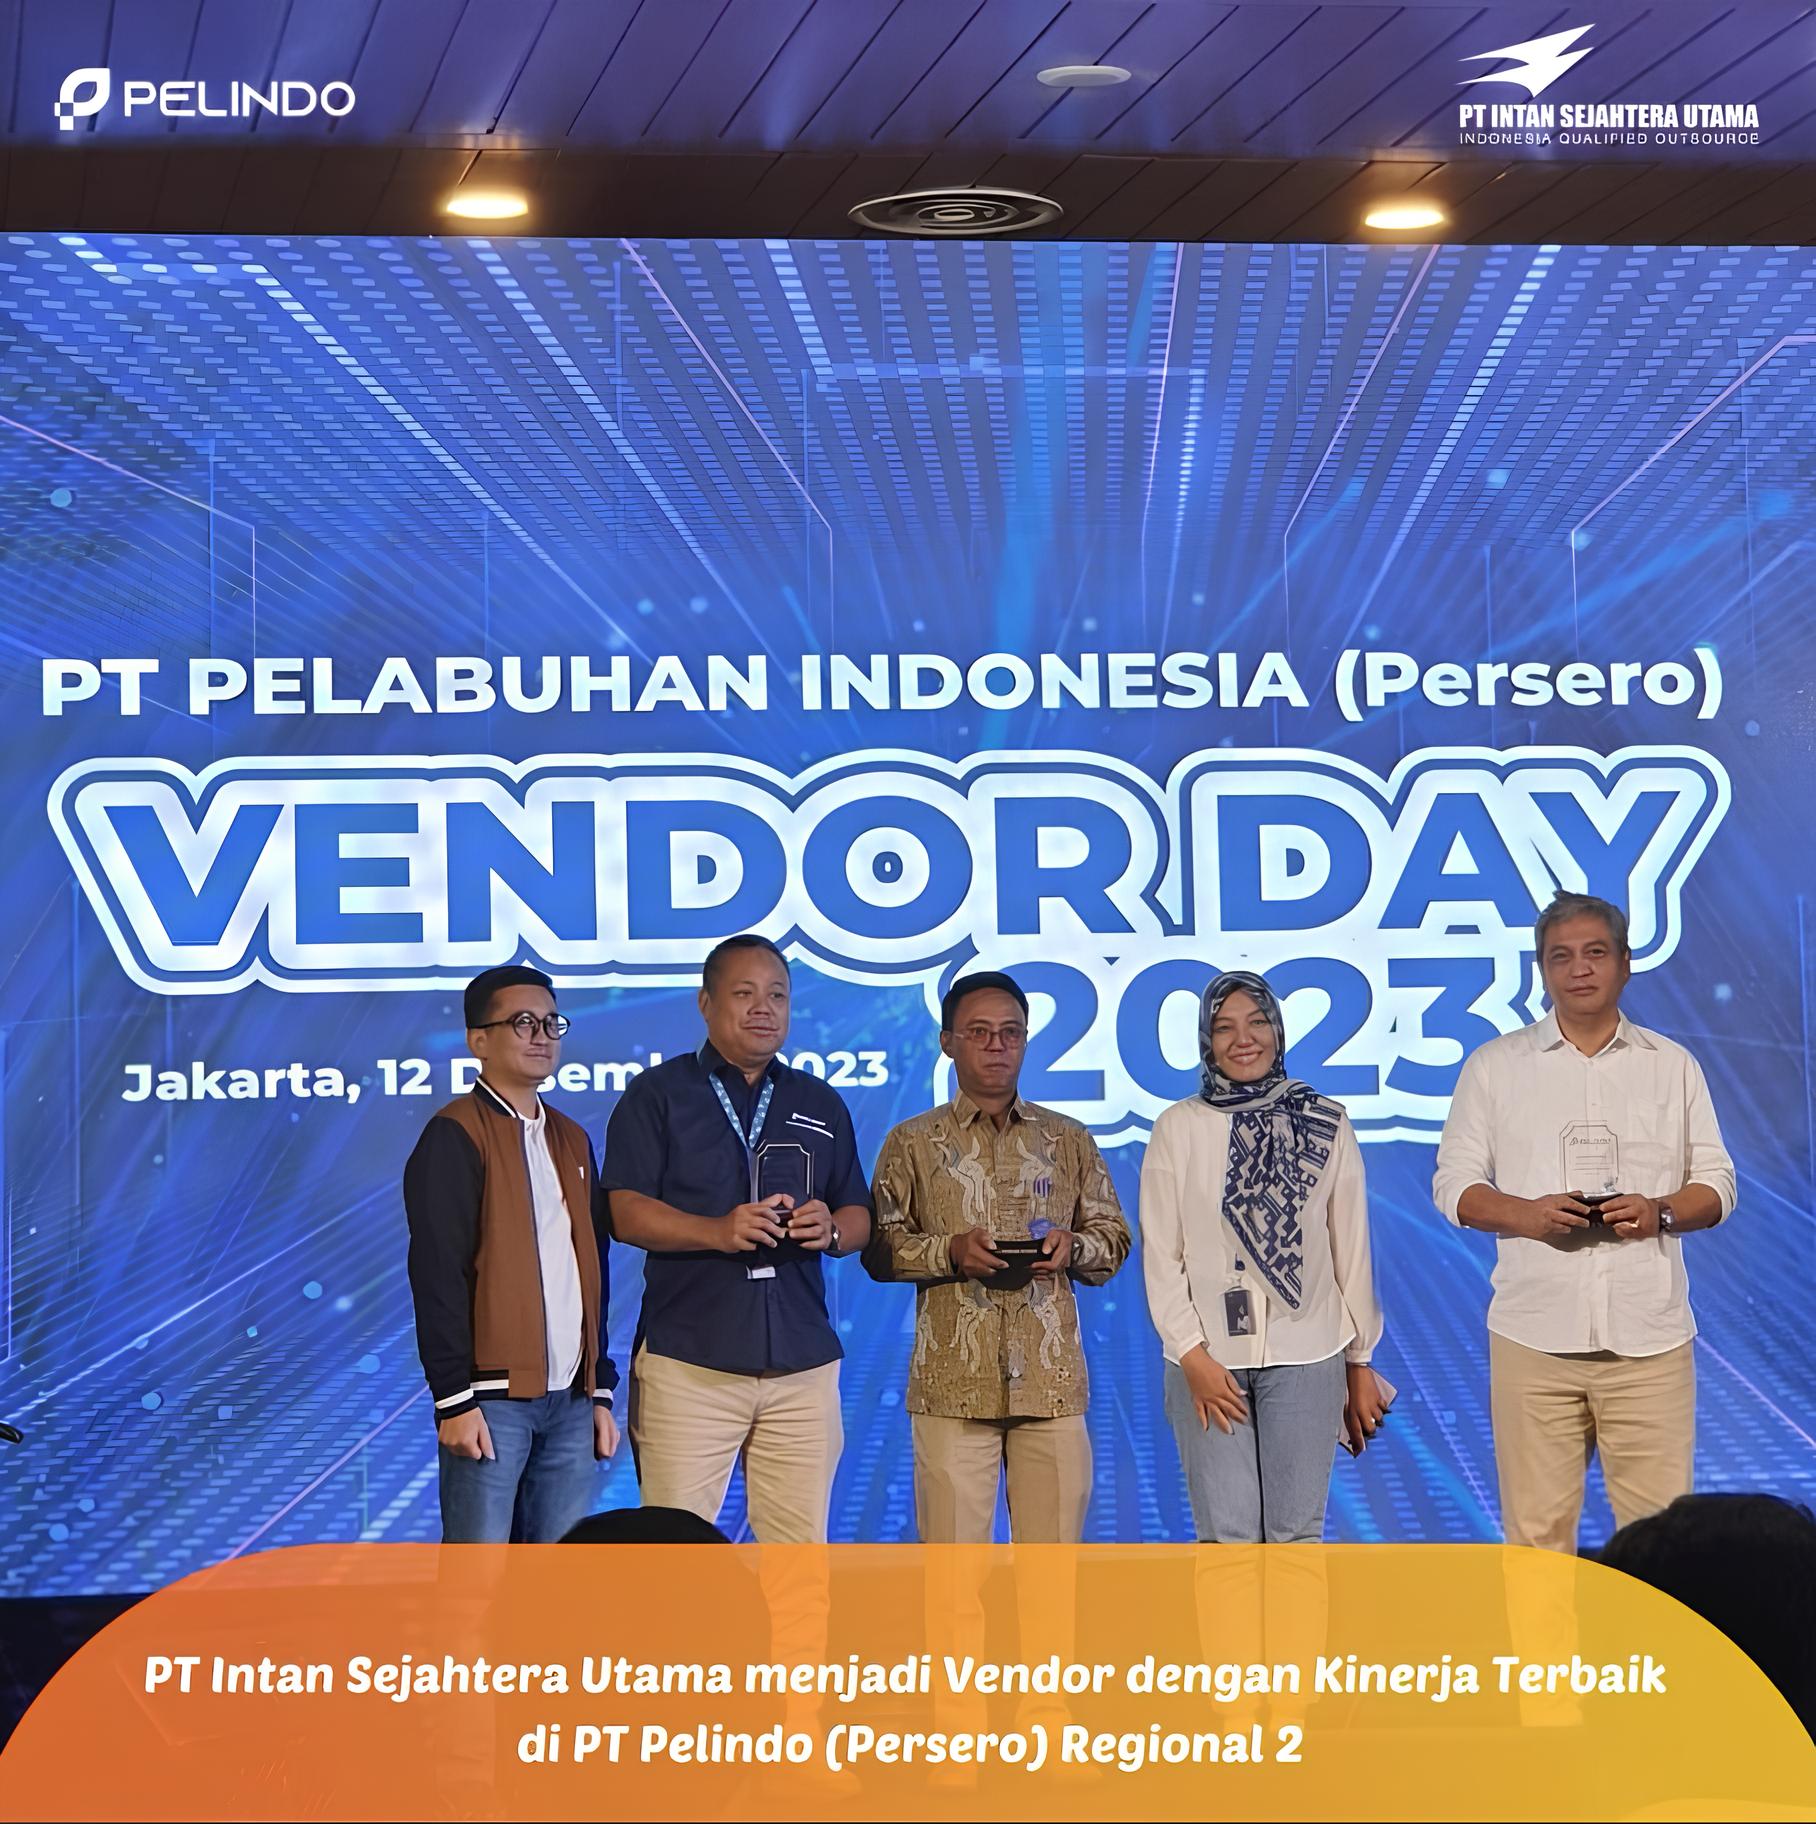 PELINDO
PT INTAN SEJAHTERA UTAMA
INDONESIA QUALIFIED OUTSOURCE
PT PELABUHAN INDONESIA (Persero)
VENDOR DAY
2023
Jakarta, 12 2023
PT Intan Sejahtera Utama menjadi Vendor dengan Kinerja Terbaik
di PT Pelindo (Persero) Regional 2